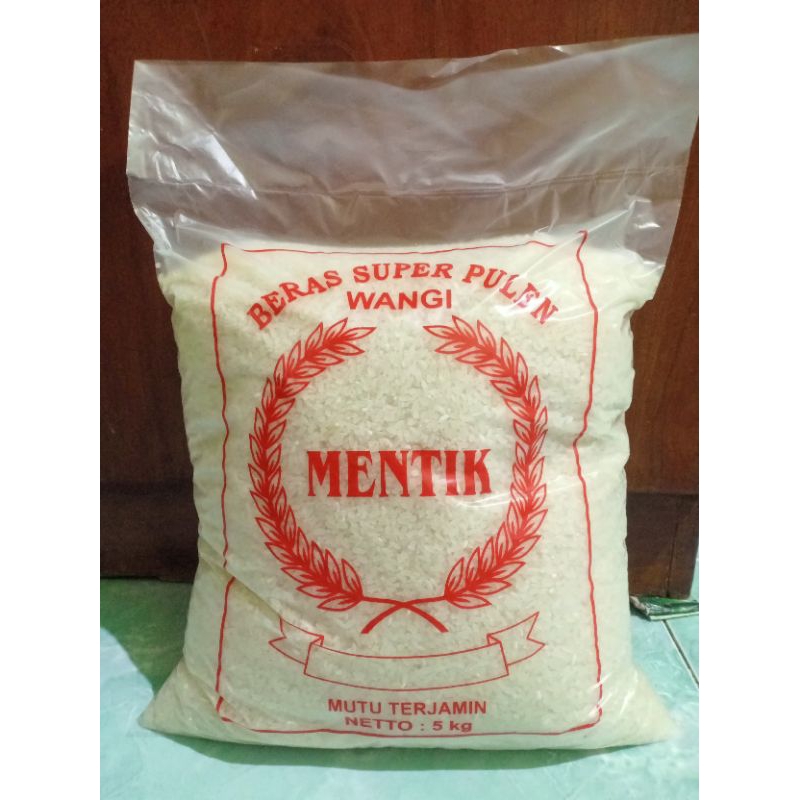 BERAS SUPER PULEN
WANGI
MENTIK
MUTU TERJAMIN
NETTO : 5 kg